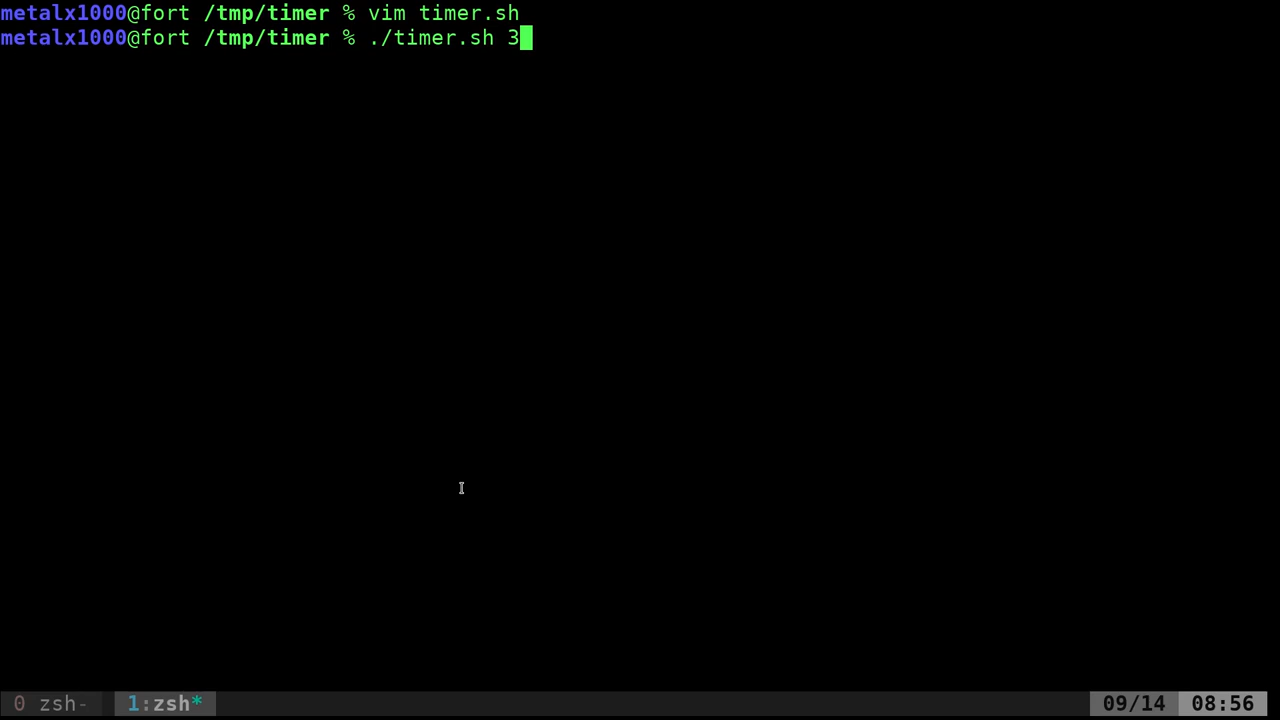 metalx1000@fort /tmp/timer % vim timer.sh
metalx1000@fort /tmp/timer % ./timer.sh 3
0 zsh- 1:zsh* 09/14 08:56